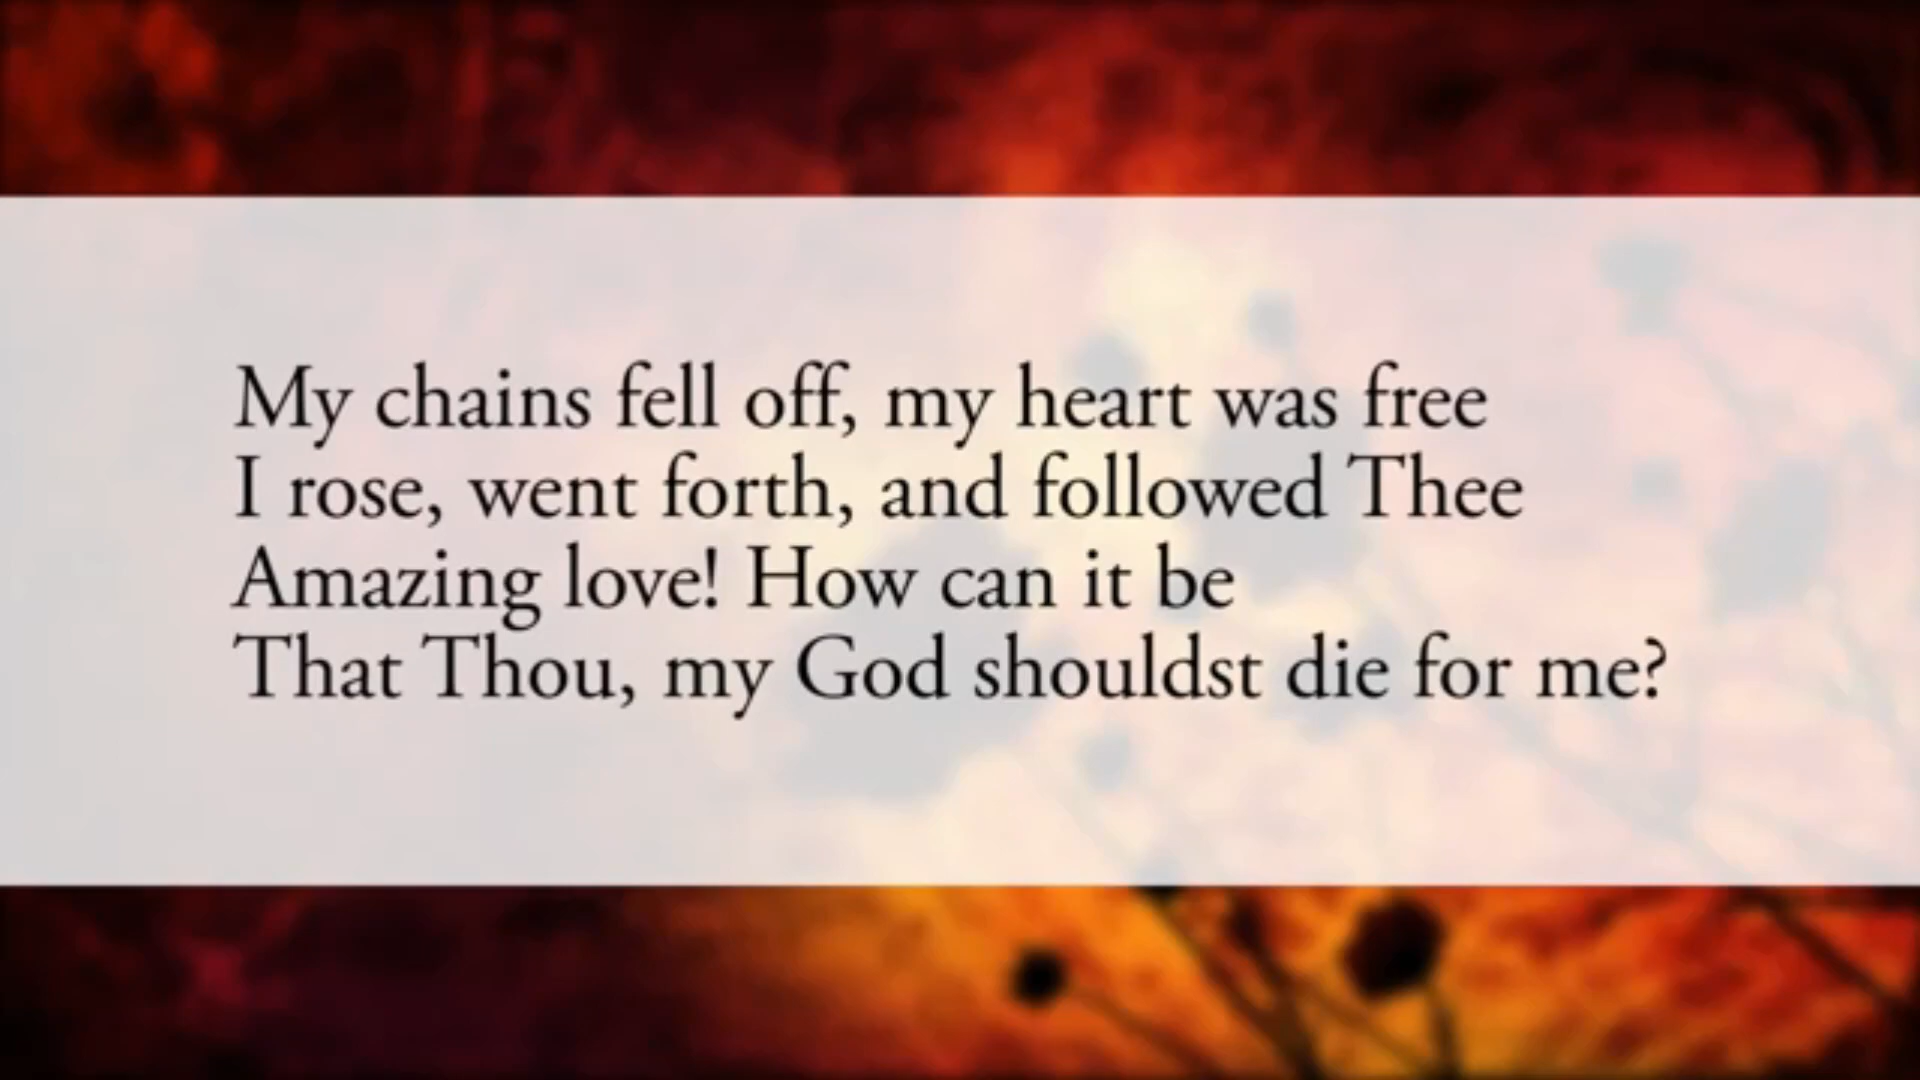 My chains fell off, my heart was free
I rose, went forth, and followed Thee
Amazing love! How can it be
That Thou, my God shouldst die for me?